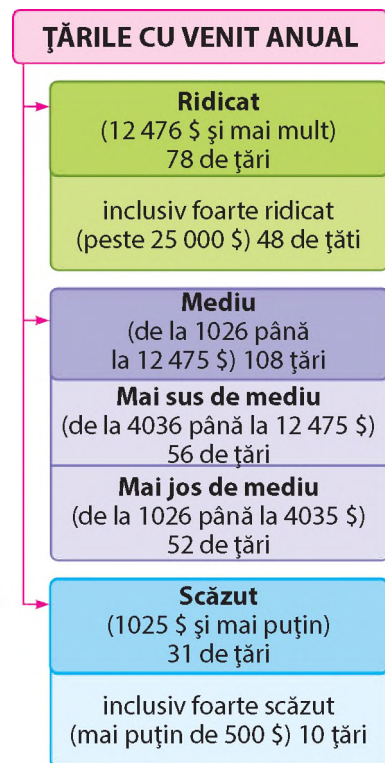 ŢĂRILE CU VENIT ANUAL
Ridicat
(12 476 $ și mai mult)
78 de ţări
inclusiv foarte ridicat
(peste 25 000 $) 48 de ţăti
Mediu
(de la 1026 până
la 12 475 $) 108 ţări
Mai sus de mediu
(de la 4036 până la 12 475 $)
56 de ţări
Mai jos de mediu
(de la 1026 până la 4035 $)
52 de ţări
Scăzut
(1025 $ și mai puţin)
31 de ţări
inclusiv foarte scăzut
(mai puţin de 500 $) 10 ţări